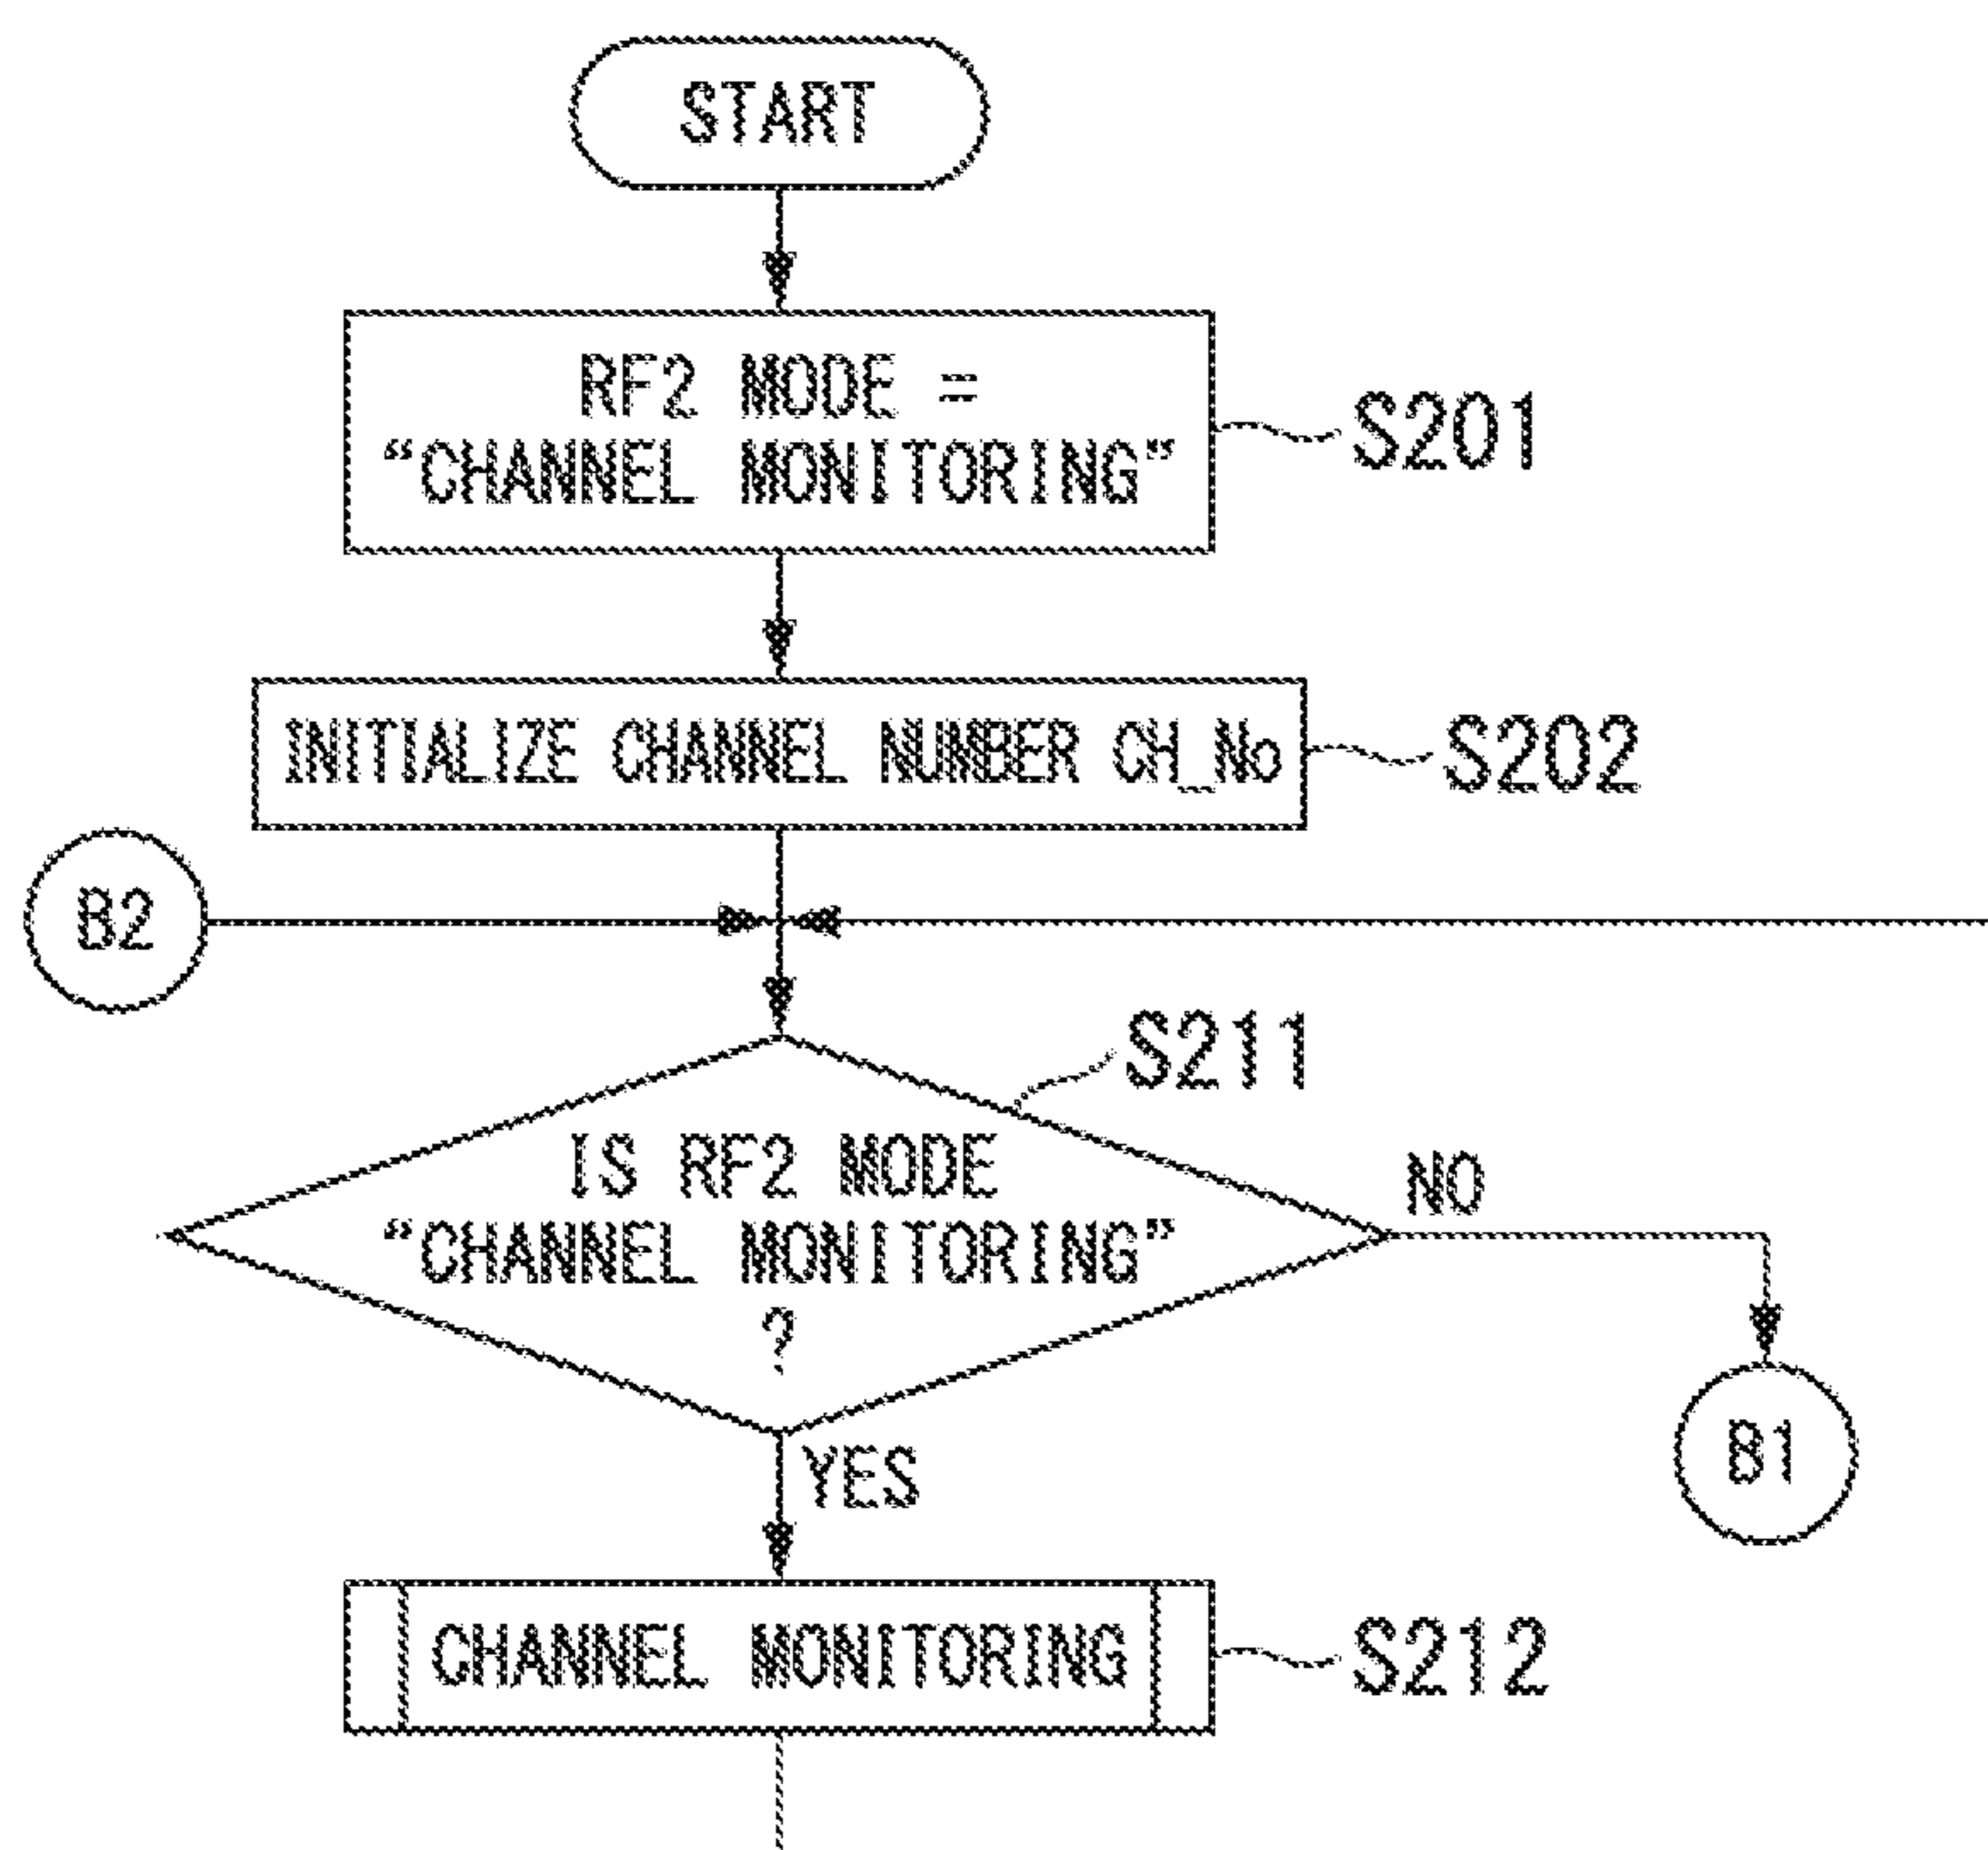 START
RF2 MODE =
“CHANNEL MONITORING”
S201
INITIALIZE CHANNEL NUMBER CH_No
S202
B2
S211
IS RF2 MODE
“CHANNEL MONITORING”
?
NO
YES
B1
CHANNEL MONITORING
S212